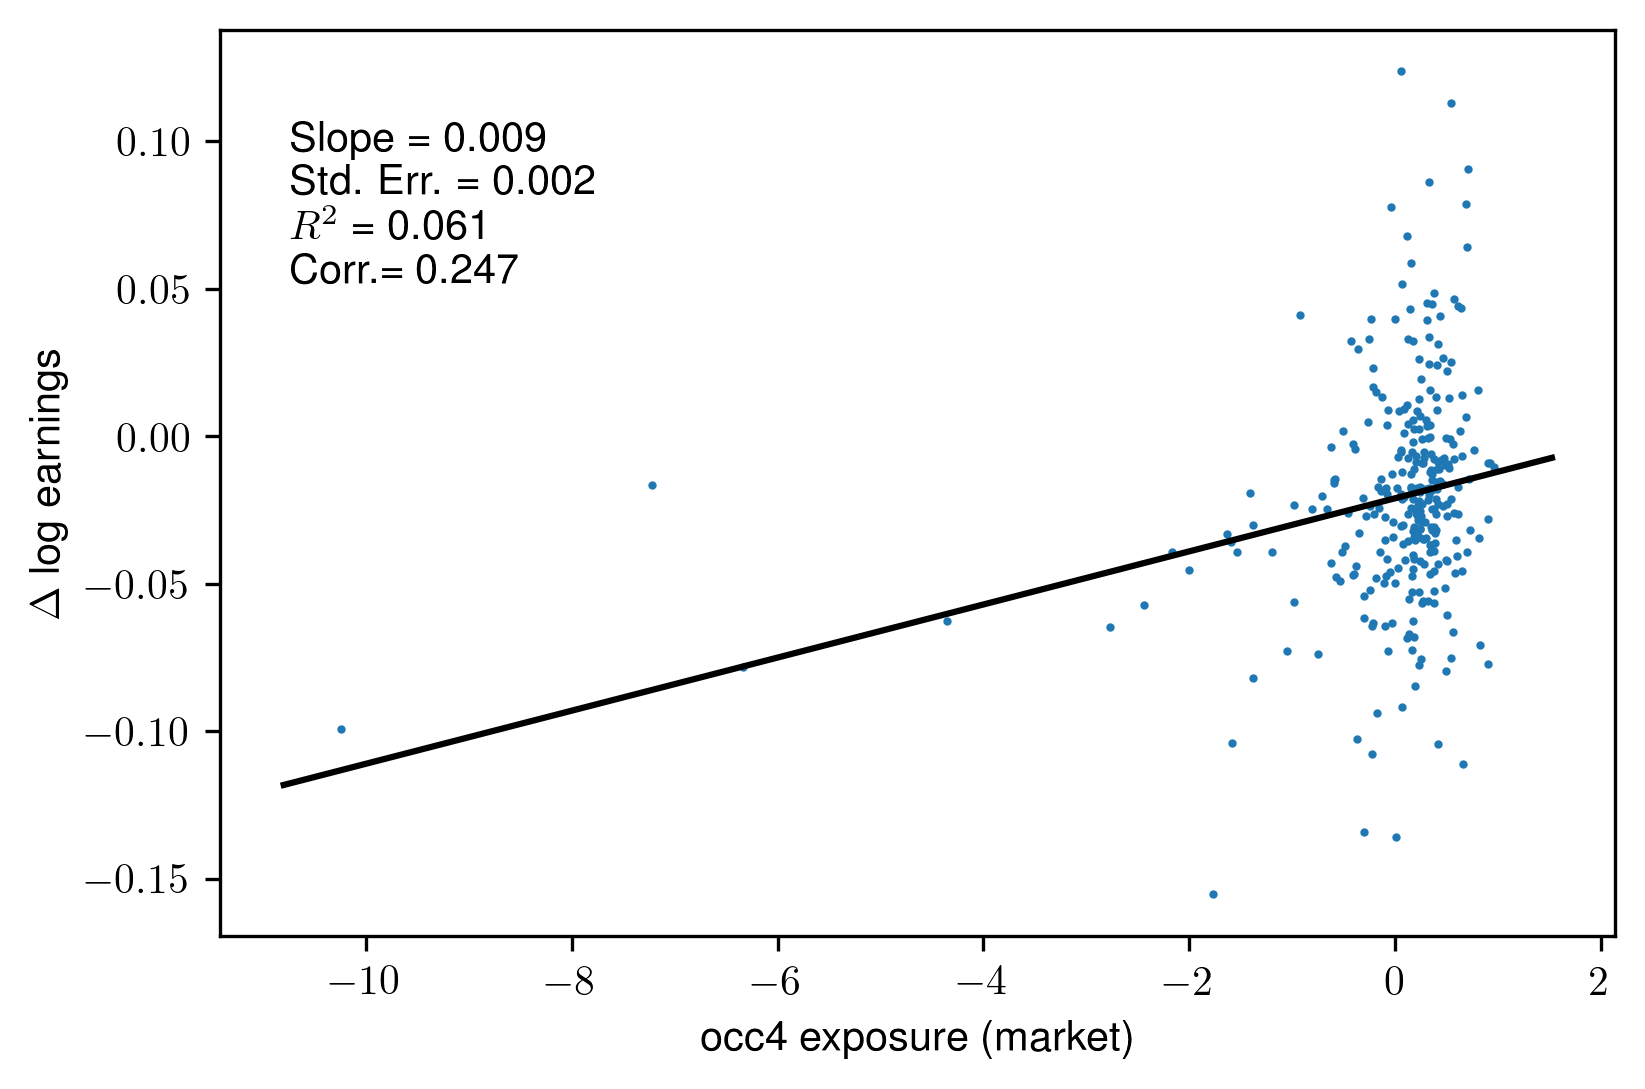 Slope = 0.009
Std. Err. = 0.002
R² = 0.061
Corr.= 0.247
0.10
0.05
0.00
−0.05
−0.10
−0.15
Δ log earnings
−10 −8 −6 −4 −2 0 2
occ4 exposure (market)